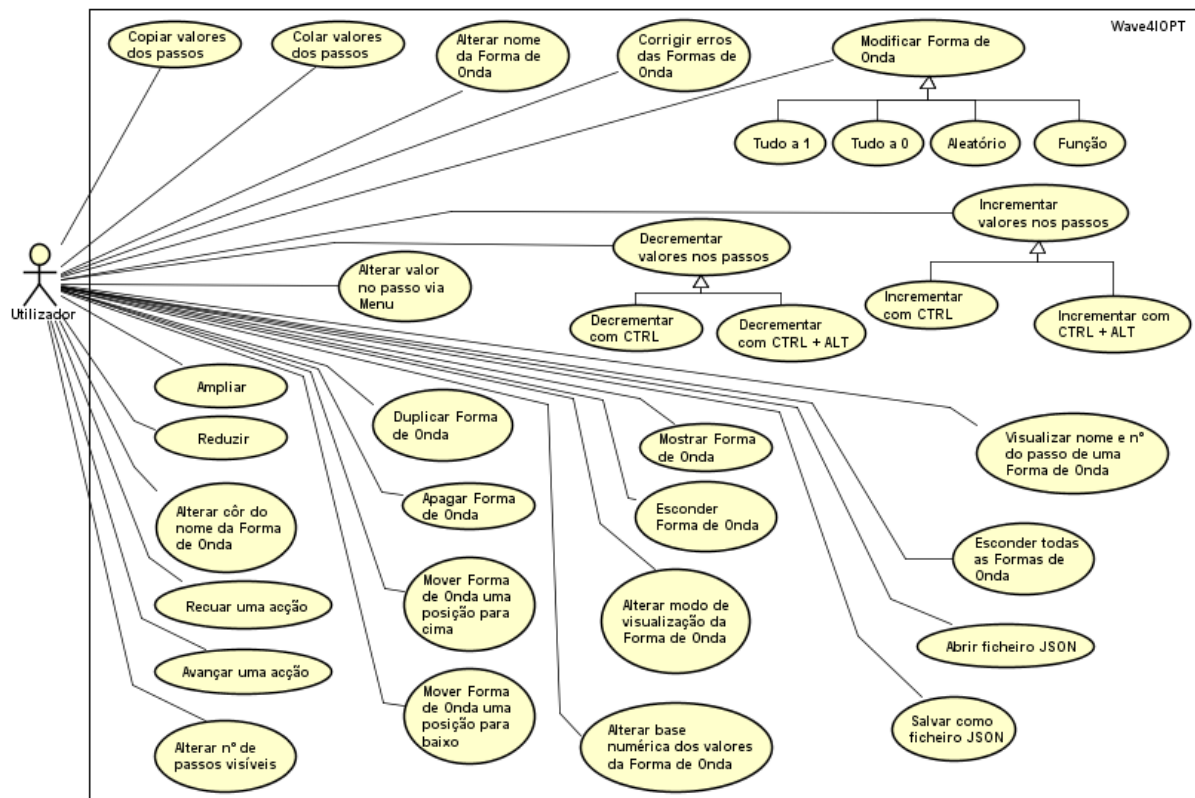 Wave4IOPT
Copiar valores
dos passos
Colar valores
dos passos
Alterar nome
da Forma de
Onda
Corrigir erros
das Formas de
Onda
Modificar Forma de
Onda
Tudo a 1
Tudo a 0
Aleatório
Função
Incrementar
valores nos passos
Decrementar
valores nos passos
Incrementar
com CTRL
Incrementar com
CTRL + ALT
Decrementar
com CTRL
Decrementar
com CTRL + ALT
Alterar valor
no passo via
Menu
Utilizador
Ampliar
Reduzir
Alterar côr do
nome da Forma
de Onda
Recuar uma acção
Avançar uma acção
Alterar n° de
passos visíveis
Duplicar Forma
de Onda
Apagar Forma
de Onda
Mover Forma
de Onda uma
posição para
cima
Mover Forma
de Onda uma
posição para
baixo
Mostrar Forma
de Onda
Esconder
Forma de Onda
Alterar modo de
visualização da
Forma de Onda
Alterar base
numérica dos valores
da Forma de Onda
Visualizar nome e n°
do passo de uma
Forma de Onda
Esconder todas
as Formas de
Onda
Abrir ficheiro JSON
Salvar como
ficheiro JSON